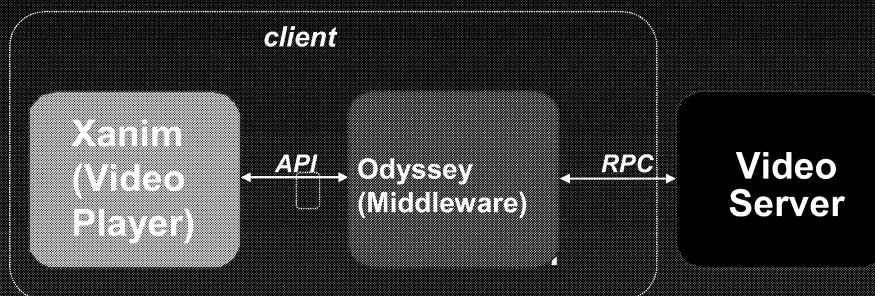 client
Xanim
(Video
Player)
API
Odyssey
(Middleware)
RPC
Video
Server